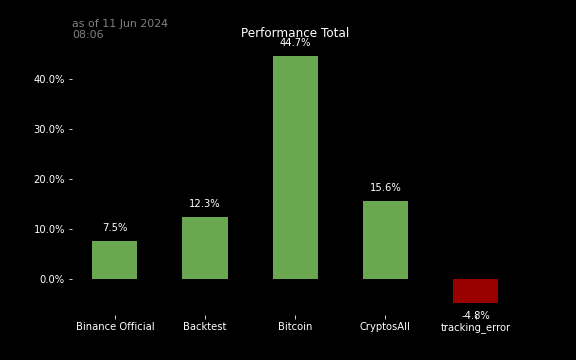 as of 11 Jun 2024
08:06
Performance Total
44.7%
40.0%
30.0%
20.0%
15.6%
12.3%
10.0%
7.5%
0.0%
-4.8%
Binance Official
Backtest
Bitcoin
CryptosAll
tracking_error